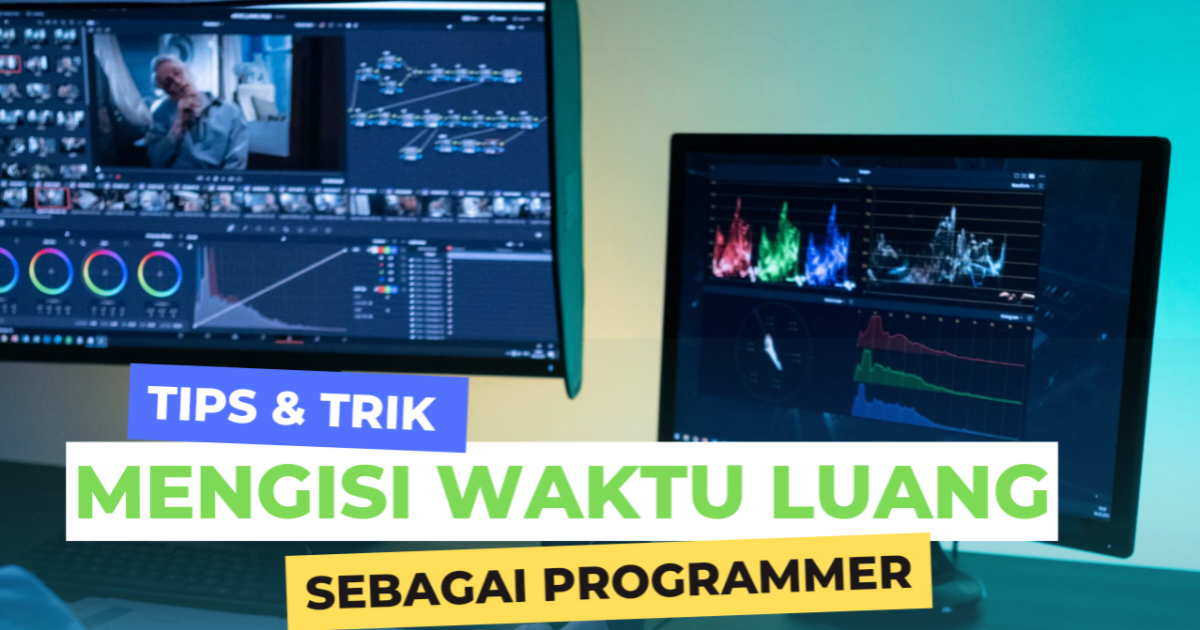 TIPS & TRIK
MENGISI WAKTU LUANG
SEBAGAI PROGRAMMER